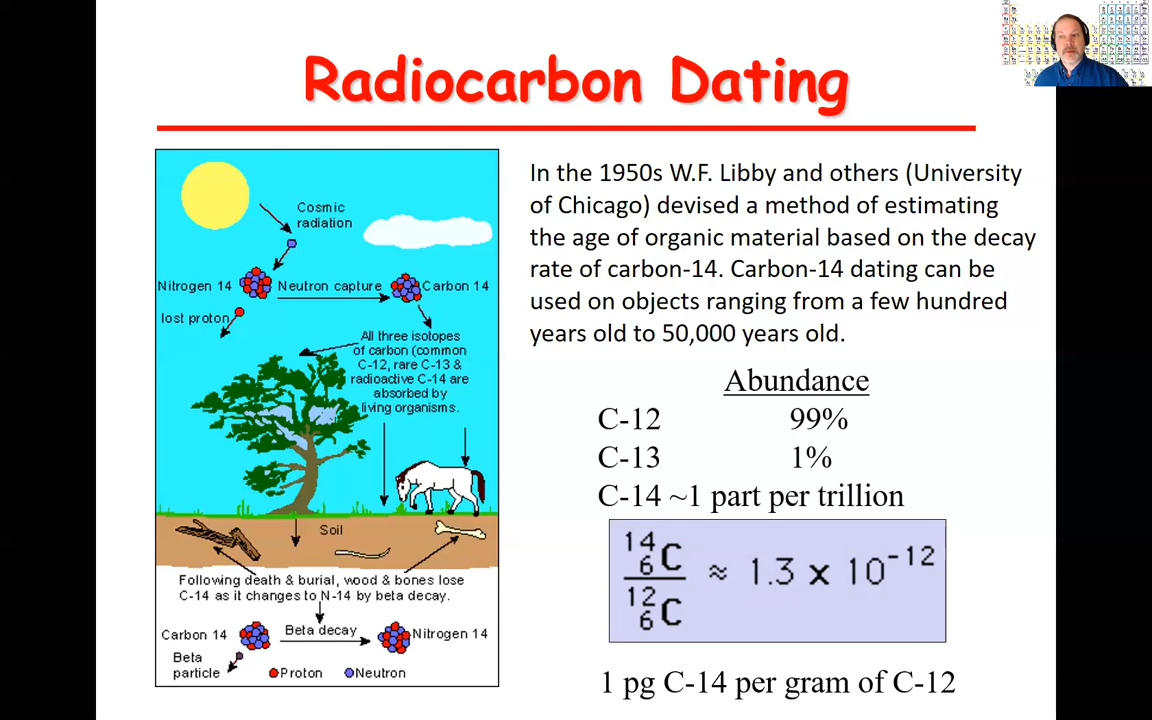 Radiocarbon Dating
Cosmic
radiation
Nitrogen 14
Neutron capture
Carbon 14
lost proton
All three isotopes
of carbon (common
C-12, rare C-13 &
radioactive C-14 are
absorbed by
living organisms.
Soil
Following death & burial, wood & bones lose
C-14 as it changes to N-14 by beta decay.
Carbon 14
Beta decay
Nitrogen 14
Beta
particle
Proton
Neutron
In the 1950s W.F. Libby and others (University
of Chicago) devised a method of estimating
the age of organic material based on the decay
rate of carbon-14. Carbon-14 dating can be
used on objects ranging from a few hundred
years old to 50,000 years old.
Abundance
C-12 99%
C-13 1%
C-14 ~1 part per trillion
14
6 C
12
6 C
≈ 1.3 x 10^-12
1 pg C-14 per gram of C-12